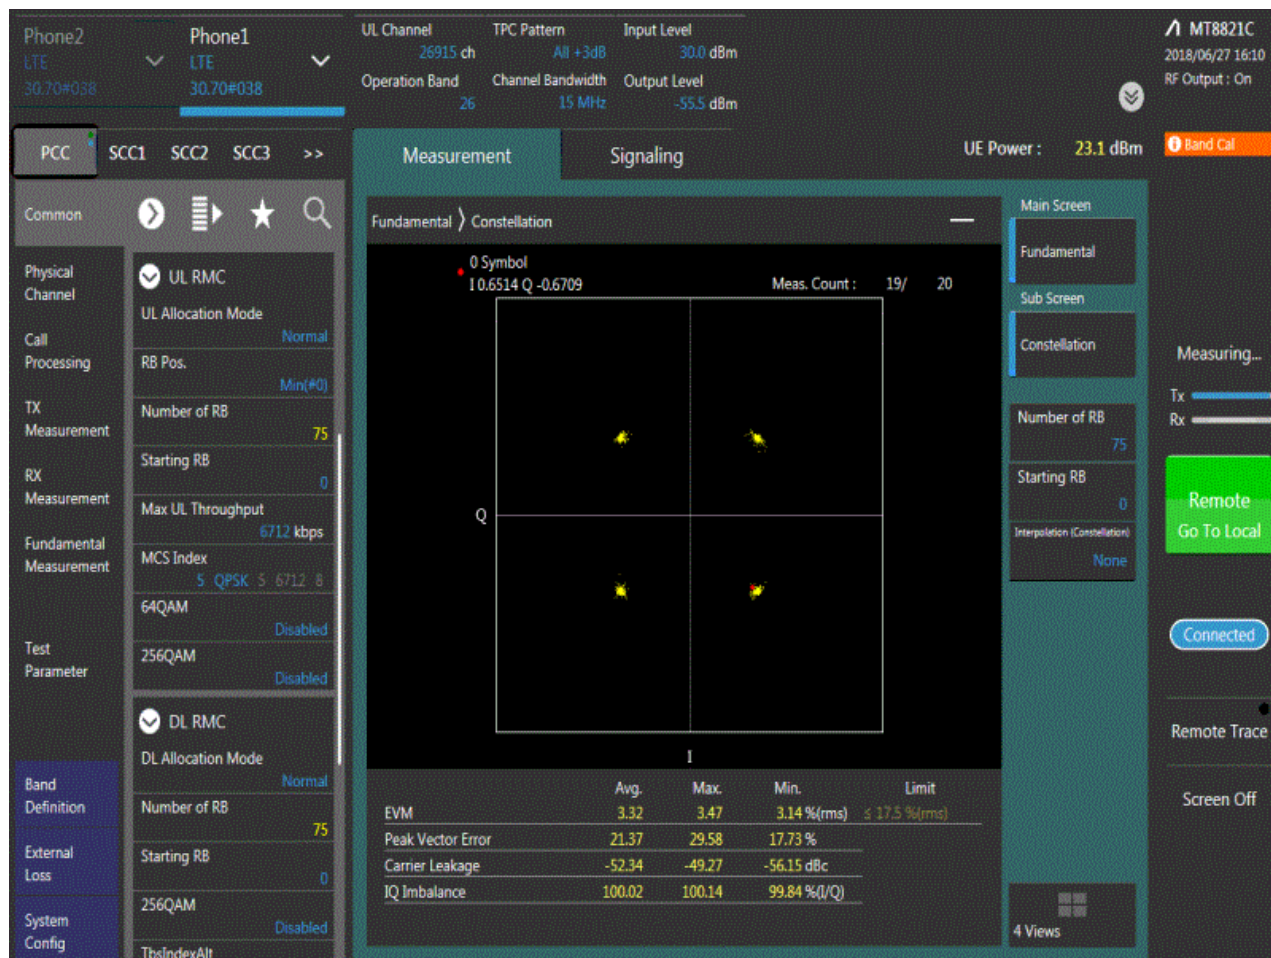 Phone2
LTE
30.70#038
Phone1
LTE
30.70#038
UL Channel
26915 ch
TPC Pattern
All +3dB
Input Level
30.0 dBm
Operation Band
26
Channel Bandwidth
15 MHz
Output Level
-55.5 dBm
MT8821C
2018/06/27 16:10
RF Output : On
PCC
SCC1
SCC2
SCC3
>>
Measurement
Signaling
UE Power :
23.1 dBm
Band Cal
Common
Physical
Channel
Call
Processing
TX
Measurement
RX
Measurement
Fundamental
Measurement
Test
Parameter
Band
Definition
External
Loss
System
Config
UL RMC
UL Allocation Mode
Normal
RB Pos.
Min(#0)
Number of RB
75
Starting RB
0
Max UL Throughput
6712 kbps
MCS Index
5 QPSK 5 6712 8
64QAM
Disabled
256QAM
Disabled
DL RMC
DL Allocation Mode
Normal
Number of RB
75
Starting RB
0
256QAM
Disabled
TbsIndexAlt
Fundamental 〉 Constellation
0 Symbol
I 0.6514 Q -0.6709
Meas. Count : 19/ 20
Q
I
Avg. Max. Min. Limit
EVM 3.32 3.47 3.14 %(rms) ≤ 17.5 %(rms)
Peak Vector Error 21.37 29.58 17.73 %
Carrier Leakage -52.34 -49.27 -56.15 dBc
IQ Imbalance 100.02 100.14 99.84 %(I/Q)
Main Screen
Fundamental
Sub Screen
Constellation
Number of RB
75
Starting RB
0
Interpolation (Constellation)
None
4 Views
Measuring...
Tx
Rx
Remote
Go To Local
Connected
Remote Trace
Screen Off